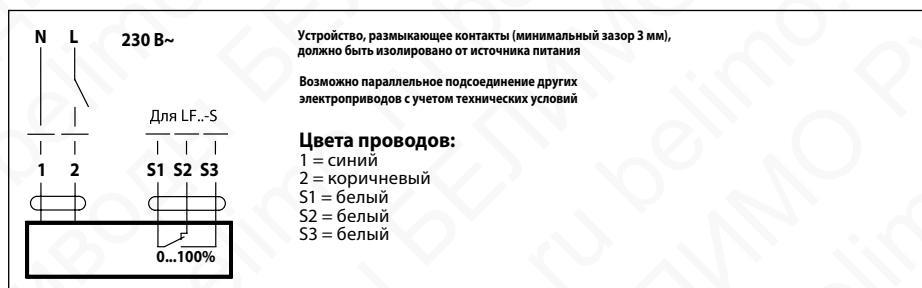 N L 230 В~
Устройство, размыкающее контакты (минимальный зазор 3 мм),
должно быть изолировано от источника питания
Возможно параллельное подсоединение других
электроприводов с учетом технических условий
Для LF..-S
1 2 S1 S2 S3
0...100%
Цвета проводов:
1 = синий
2 = коричневый
S1 = белый
S2 = белый
S3 = белый